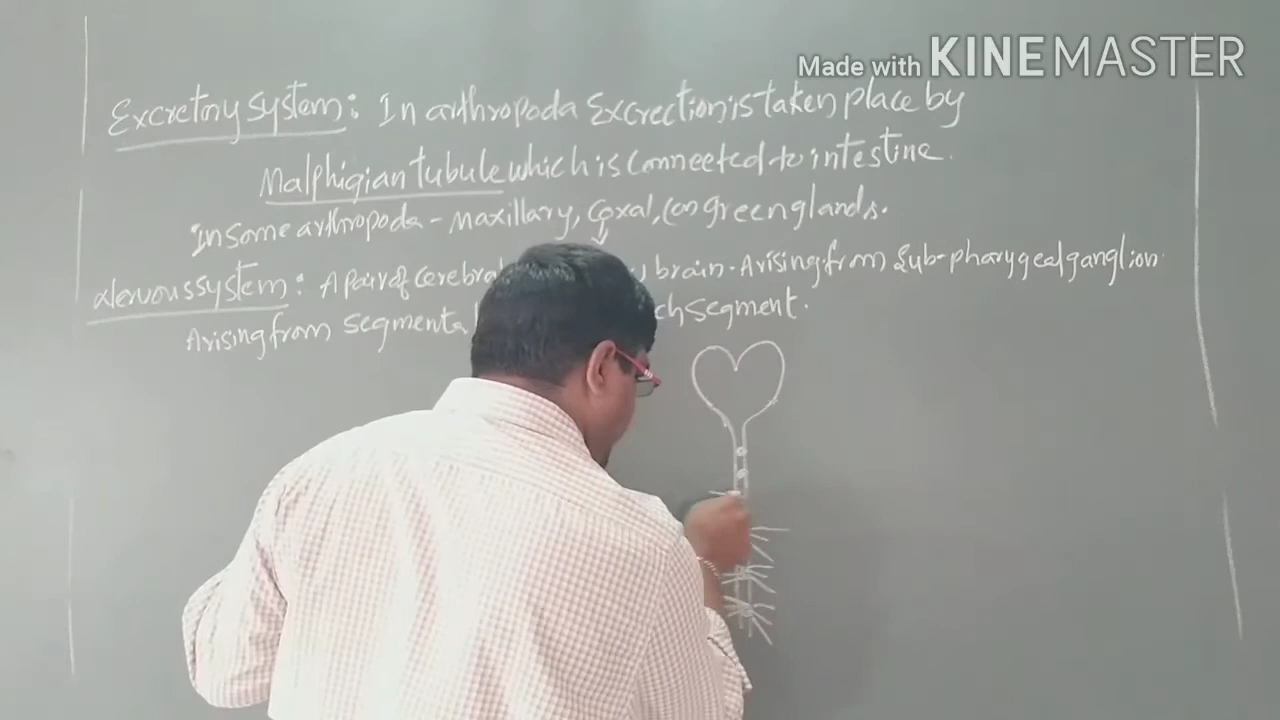 Made with KINEMASTER
Excretory system: In arthropoda Excrection is taken place by
Malphigian tubule which is connected to intestine.
In some arthropoda - maxillary, Coxal, (or) green glands.
Nervous system: A pair of cerebral brain - Arising from Sub-pharygeal ganglion
Arising from segmenta segment.